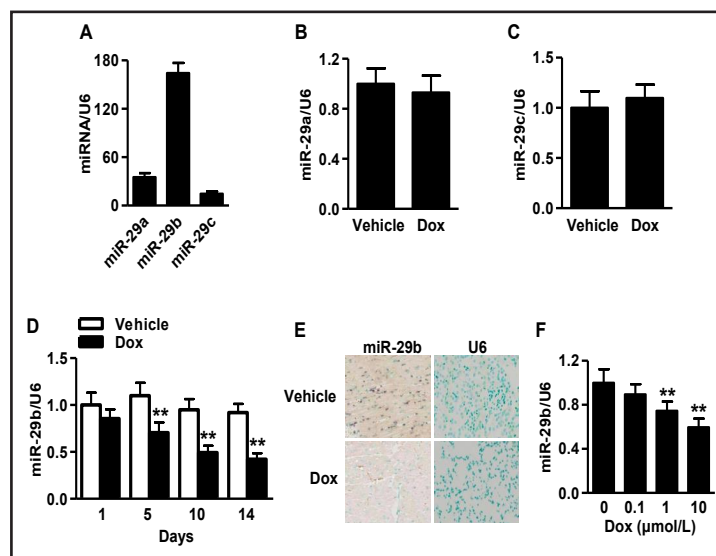 A
miRNA/U6
180
120
60
0
miR-29a
miR-29b
miR-29c
B
miR-29a/U6
1.2
0.8
0.4
0.0
Vehicle Dox
C
miR-29c/U6
1.5
1.0
0.5
0.0
Vehicle Dox
D
Vehicle
Dox
miR-29b/U6
1.5
1.0
0.5
0.0
**
**
**
1 5 10 14
Days
E
miR-29b U6
Vehicle
Dox
F
miR-29b/U6
1.2
0.8
0.4
0.0
**
**
0 0.1 1 10
Dox (µmol/L)